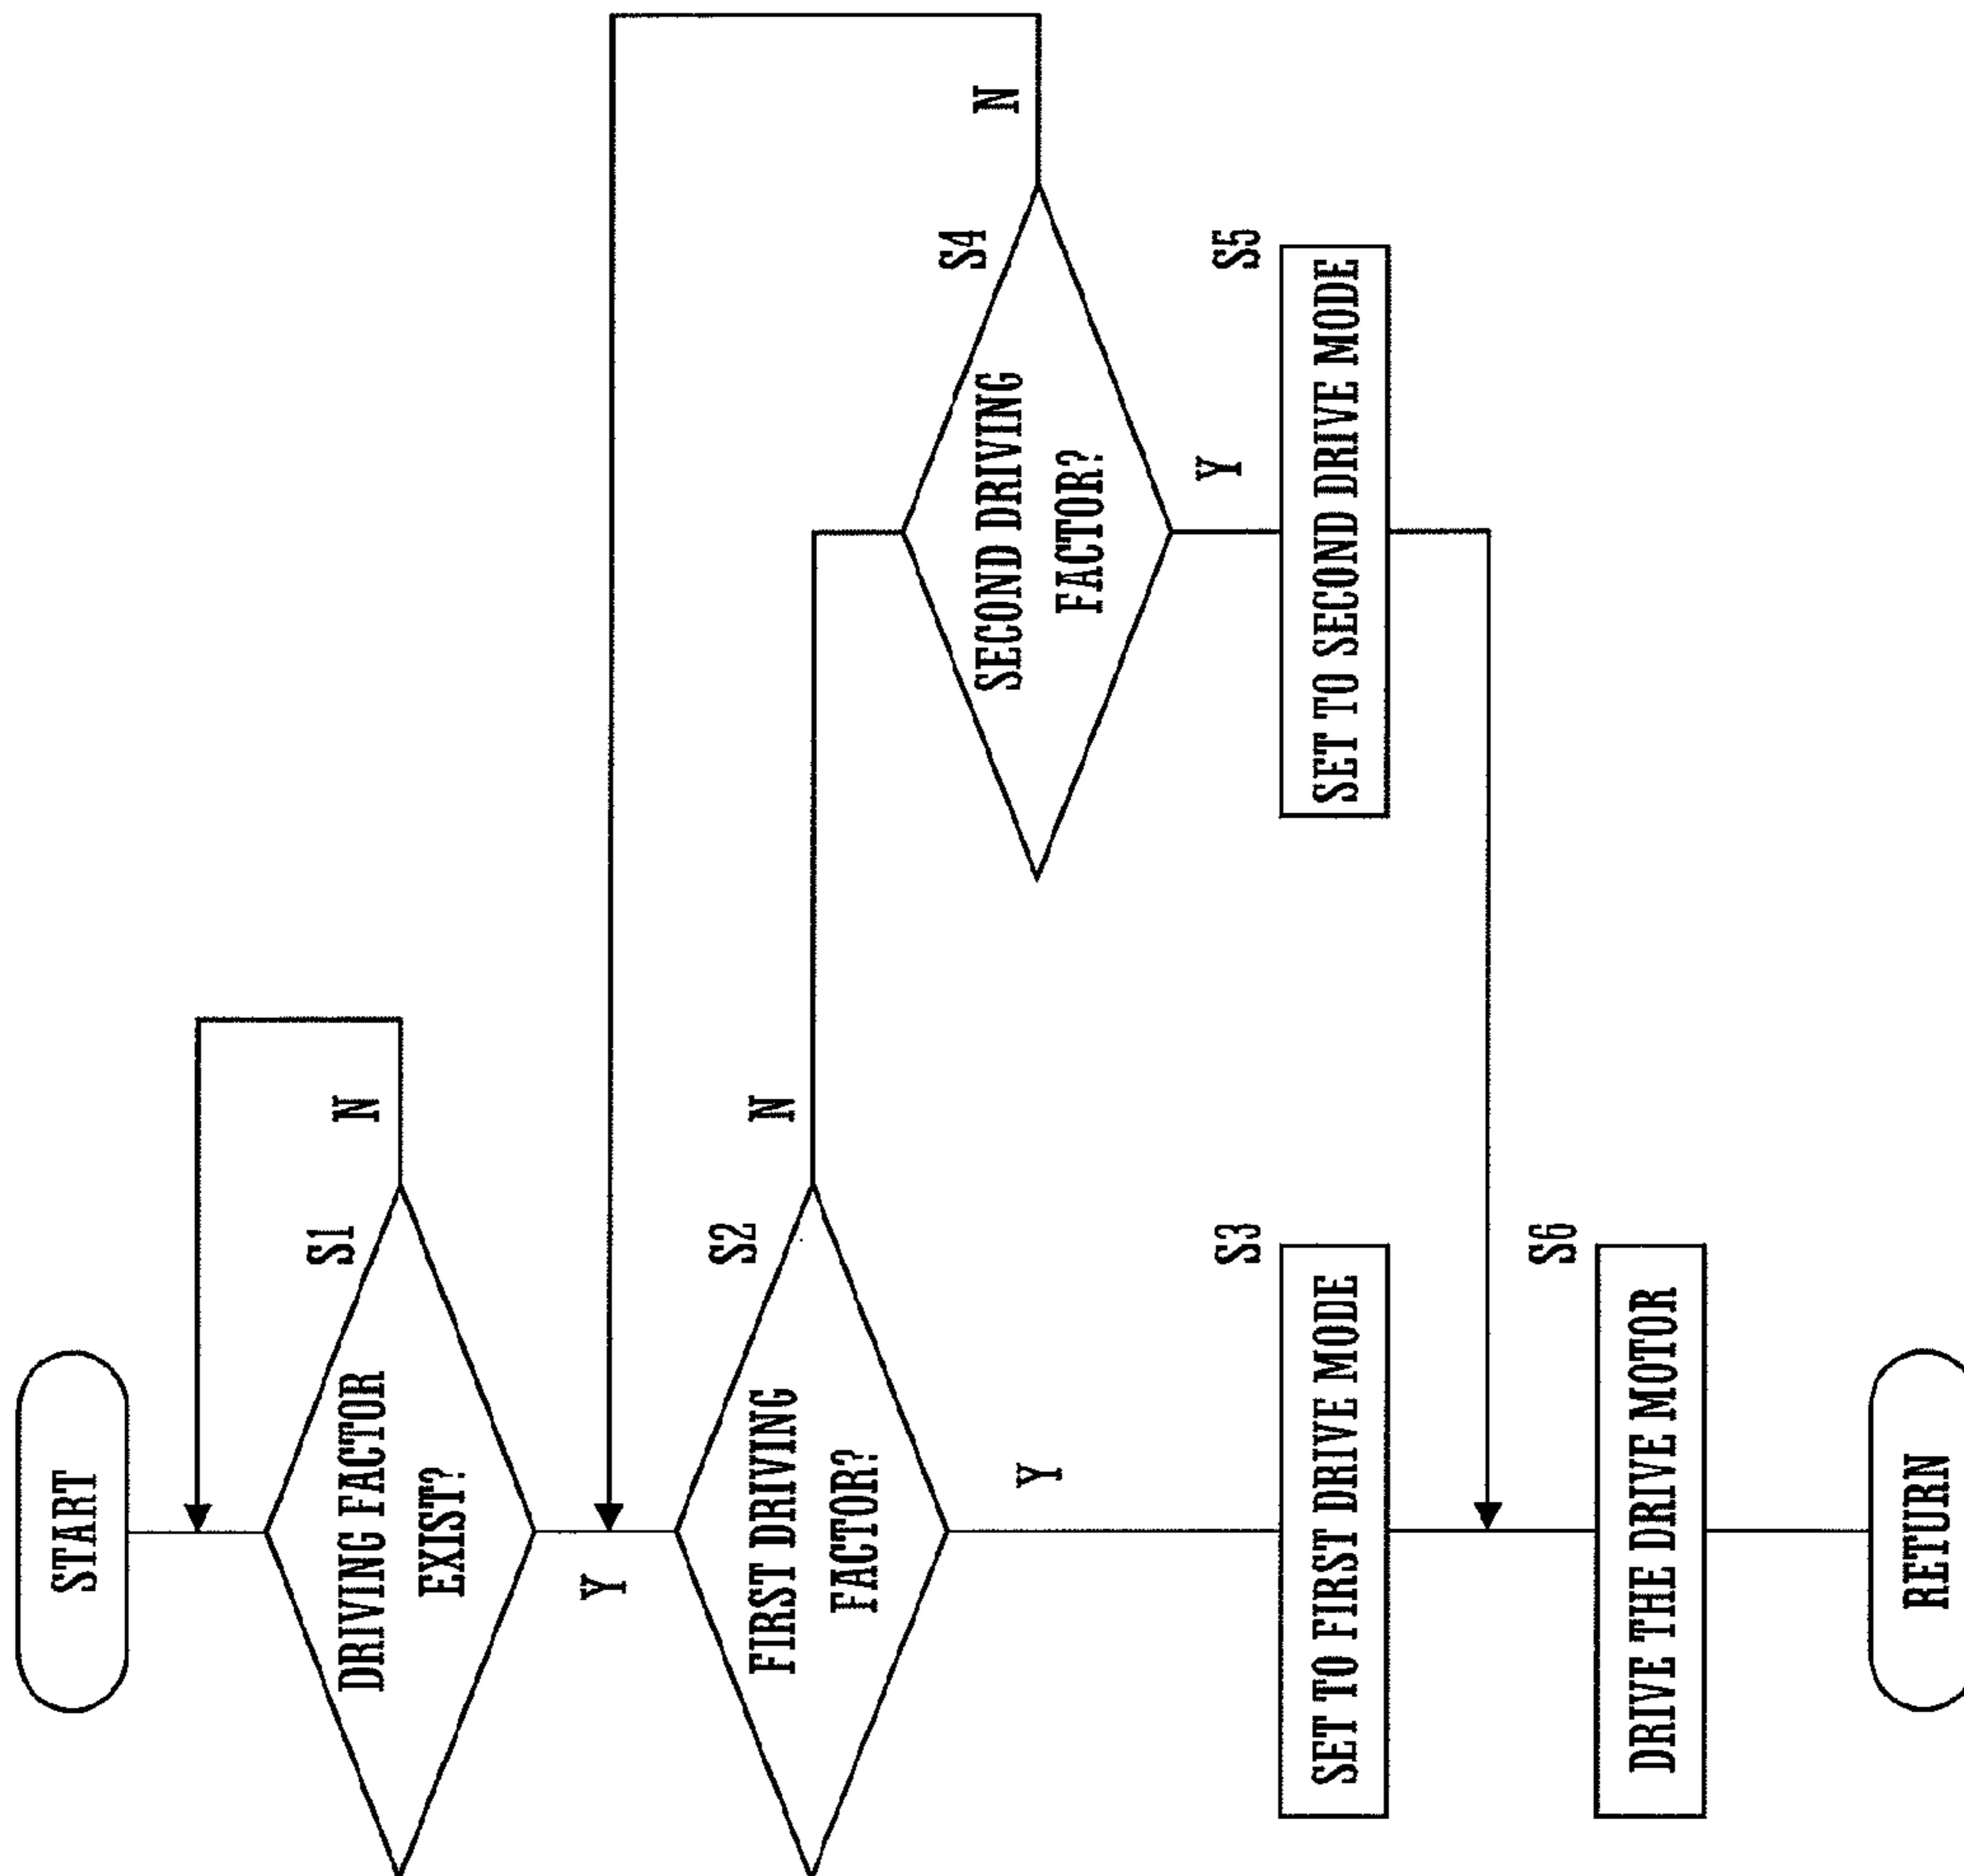 START
S1
DRIVING FACTOR
EXIST?
N
Y
S2
FIRST DRIVING
FACTOR?
N
Y
S4
SECOND DRIVING
FACTOR?
N
Y
S3
SET TO FIRST DRIVE MODE
S5
SET TO SECOND DRIVE MODE
S6
DRIVE THE DRIVE MOTOR
RETURN